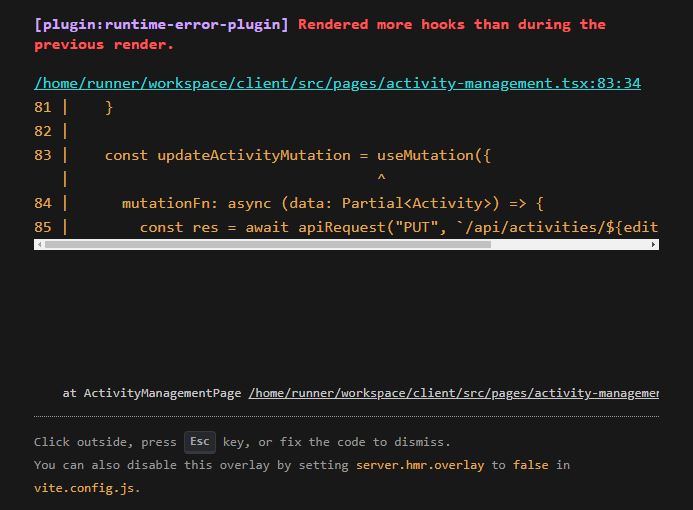 [plugin:runtime-error-plugin] Rendered more hooks than during the
previous render.
/home/runner/workspace/client/src/pages/activity-management.tsx:83:34
81 |    }
82 |
83 |    const updateActivityMutation = useMutation({
   |                                   ^
84 |      mutationFn: async (data: Partial<Activity>) => {
85 |        const res = await apiRequest("PUT", `/api/activities/${edit
at ActivityManagementPage /home/runner/workspace/client/src/pages/activity-managemen
Click outside, press Esc key, or fix the code to dismiss.
You can also disable this overlay by setting server.hmr.overlay to false in
vite.config.js.